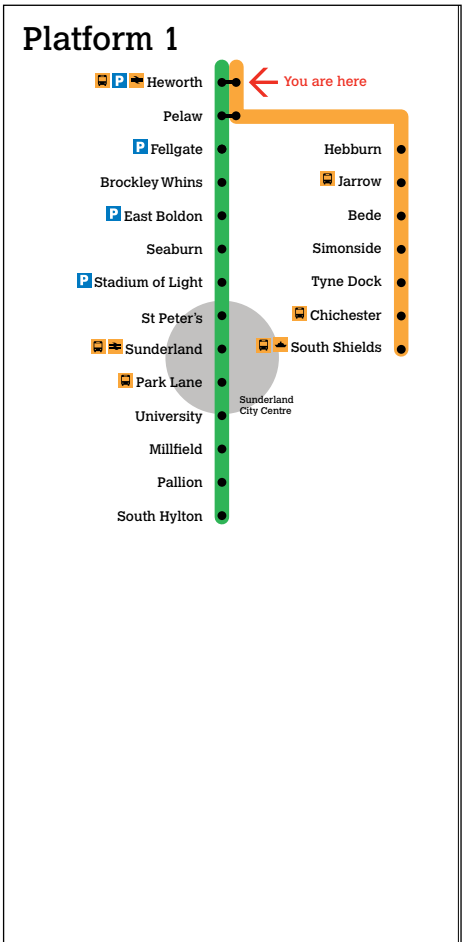 Platform 1
P Heworth
You are here
Pelaw
P Fellgate
Hebburn
Brockley Whins
Jarrow
P East Boldon
Bede
Seaburn
Simonside
P Stadium of Light
Tyne Dock
St Peter's
Chichester
Sunderland
South Shields
Park Lane
Sunderland
City Centre
University
Millfield
Pallion
South Hylton